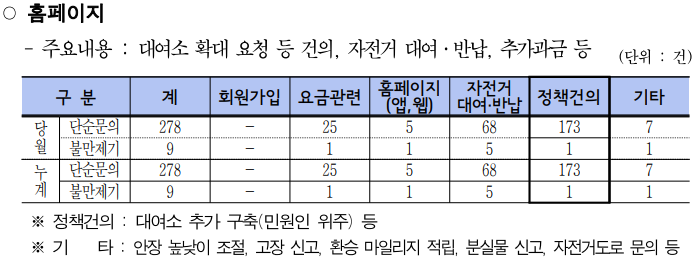 ○ 홈페이지
- 주요내용 : 대여소 확대 요청 등 건의, 자전거 대여·반납, 추가과금 등
(단위 : 건)
구 분 계 회원가입 요금관련 홈페이지(앱,웹) 자전거 대여·반납 정책건의 기타
당월 단순문의 278 - 25 5 68 173 7
불만제기 9 - 1 1 5 1 1
누계 단순문의 278 - 25 5 68 173 7
불만제기 9 - 1 1 5 1 1
※ 정책건의 : 대여소 추가 구축(민원인 위주) 등
※ 기 타 : 안장 높낮이 조절, 고장 신고, 환승 마일리지 적립, 분실물 신고, 자전거도로 문의 등